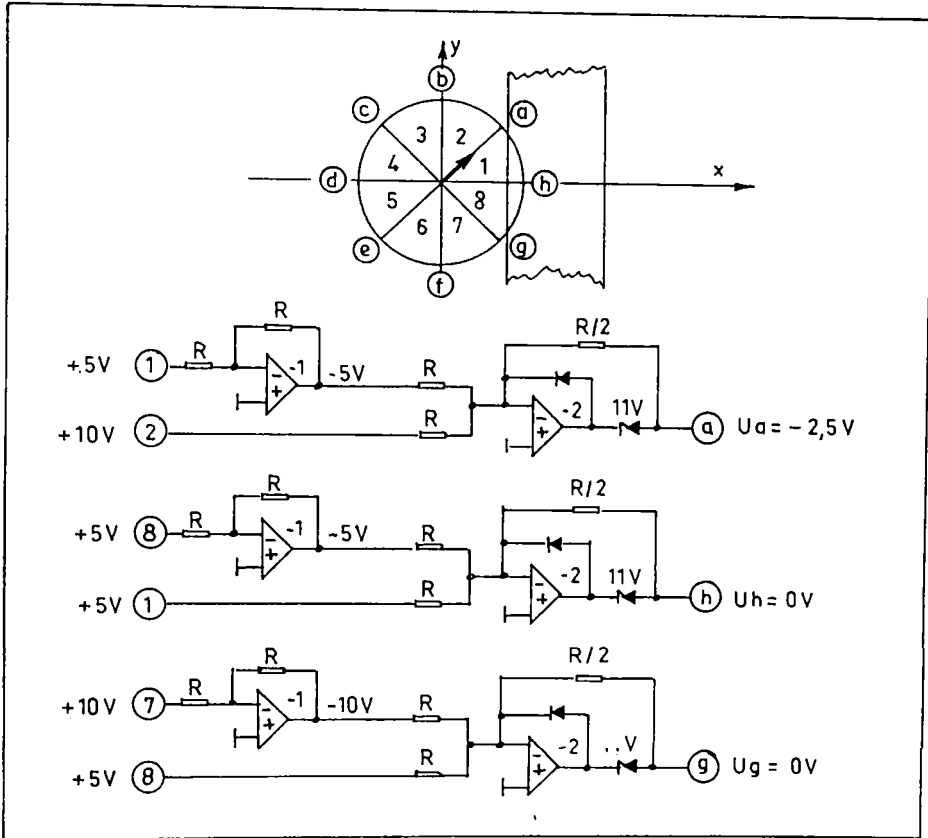 y
b
c
a
3
2
4
1
x
d
h
5
8
6
7
e
g
f
R
R/2
+5V
1
R
-1
-5V
R
-
+
-2
11V
a
Ua = - 2,5 V
-
+
+10V
2
R
R
R/2
+5V
8
R
-1
-5V
R
-
+
-2
11V
h
Uh = 0V
-
+
+5V
1
R
R
R/2
+10V
7
R
-1
-10V
R
-
+
-2
V
g
Ug = 0V
-
+
+5V
8
R